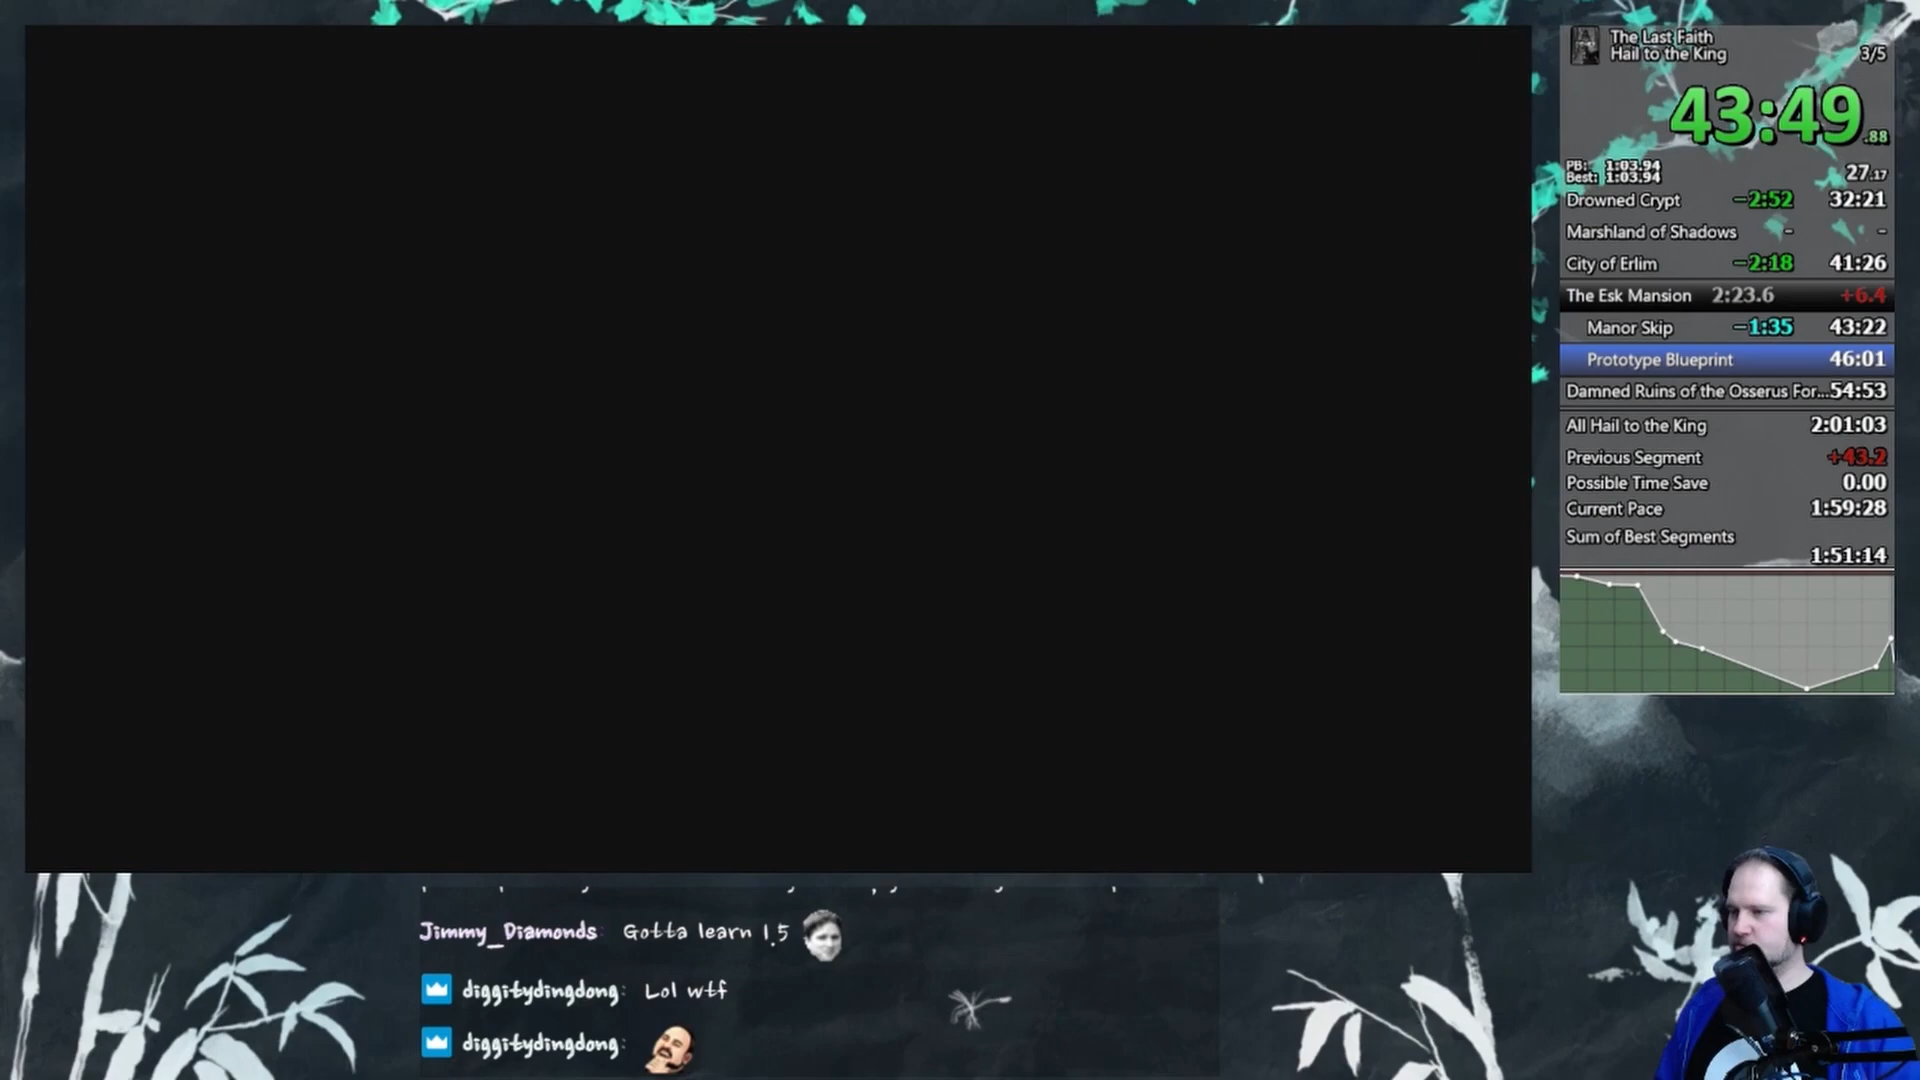 The Last Faith
Hail to the King
3/5
43:49.88
PB: 1:03.94
Best: 1:03.94
27.17
Drowned Crypt −2:52 32:21
Marshland of Shadows - -
City of Erlim −2:18 41:26
The Esk Mansion 2:23.6 +6.4
Manor Skip −1:35 43:22
Prototype Blueprint 46:01
Damned Ruins of the Osserus For... 54:53
All Hail to the King 2:01:03
Previous Segment +43.2
Possible Time Save 0.00
Current Pace 1:59:28
Sum of Best Segments
1:51:14
Jimmy_Diamonds: Gotta learn 1.5
diggitydingdong: Lol wtf
diggitydingdong: